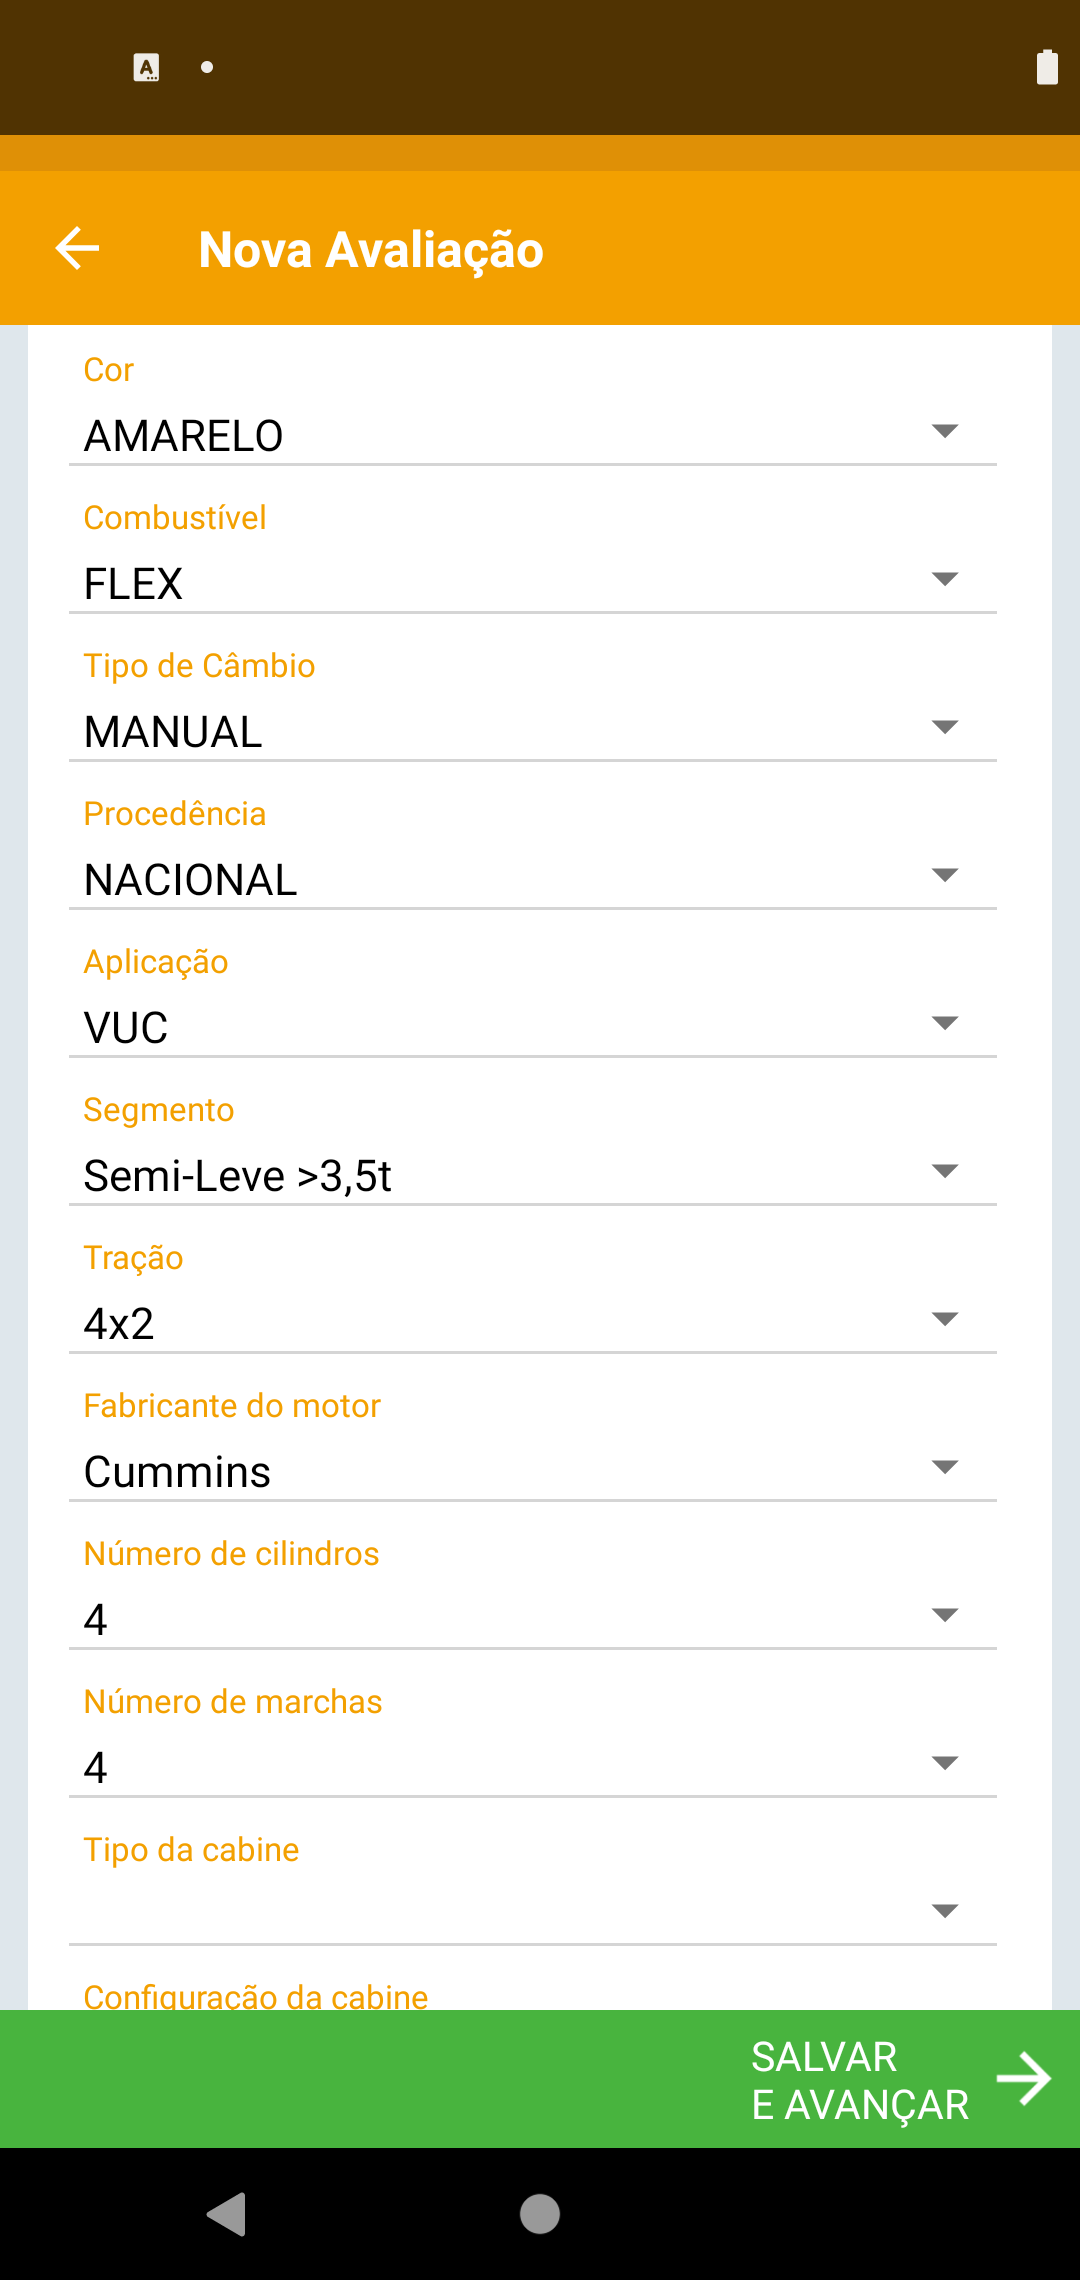 Nova Avaliação
Cor
AMARELO
Combustível
FLEX
Tipo de Câmbio
MANUAL
Procedência
NACIONAL
Aplicação
VUC
Segmento
Semi-Leve >3,5t
Tração
4x2
Fabricante do motor
Cummins
Número de cilindros
4
Número de marchas
4
Tipo da cabine
Configuração da cabine
SALVAR
E AVANÇAR